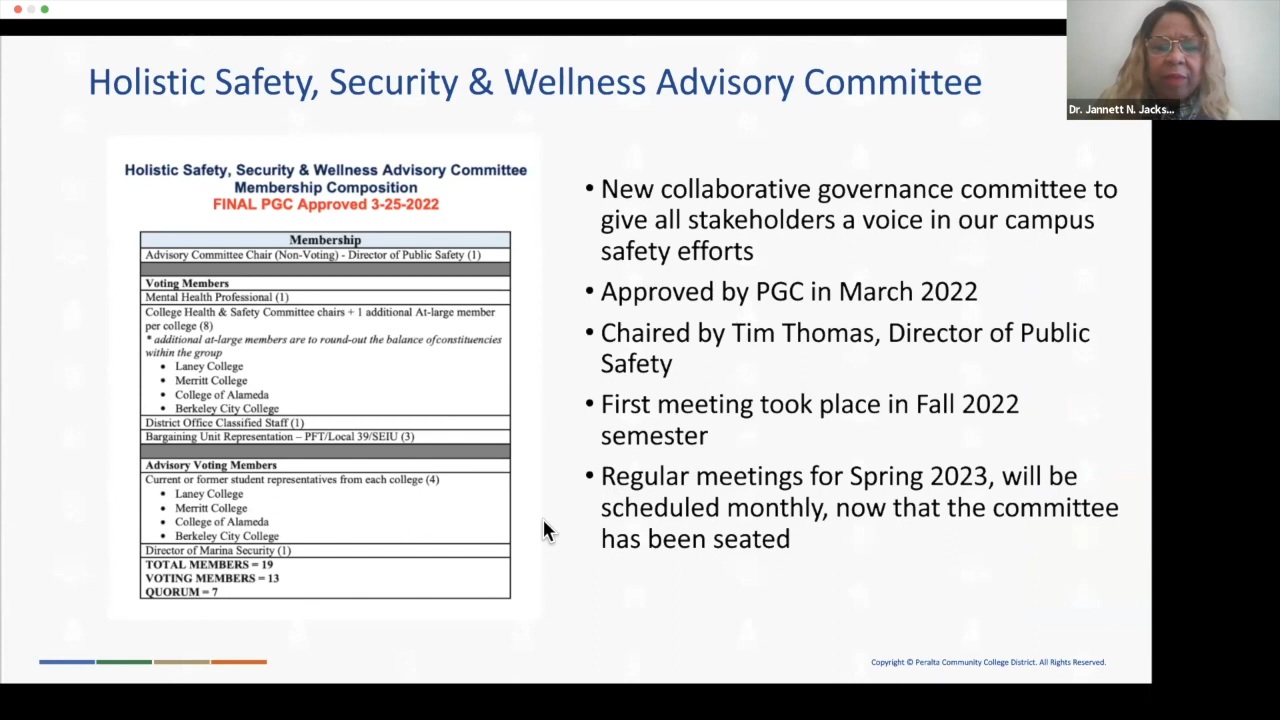 Holistic Safety, Security & Wellness Advisory Committee
Dr. Jannett N. Jacks...
Holistic Safety, Security & Wellness Advisory Committee
Membership Composition
FINAL PGC Approved 3-25-2022
Membership
Advisory Committee Chair (Non-Voting) - Director of Public Safety (1)
Voting Members
Mental Health Professional (1)
College Health & Safety Committee chairs + 1 additional At-large member
per college (8)
* additional at-large members are to round-out the balance of constituencies
within the group
• Laney College
• Merritt College
• College of Alameda
• Berkeley City College
District Office Classified Staff (1)
Bargaining Unit Representation – PFT/Local 39/SEIU (3)
Advisory Voting Members
Current or former student representatives from each college (4)
• Laney College
• Merritt College
• College of Alameda
• Berkeley City College
Director of Marina Security (1)
TOTAL MEMBERS = 19
VOTING MEMBERS = 13
QUORUM = 7
• New collaborative governance committee to
give all stakeholders a voice in our campus
safety efforts
• Approved by PGC in March 2022
• Chaired by Tim Thomas, Director of Public
Safety
• First meeting took place in Fall 2022
semester
• Regular meetings for Spring 2023, will be
scheduled monthly, now that the committee
has been seated
Copyright © Peralta Community College District. All Rights Reserved.